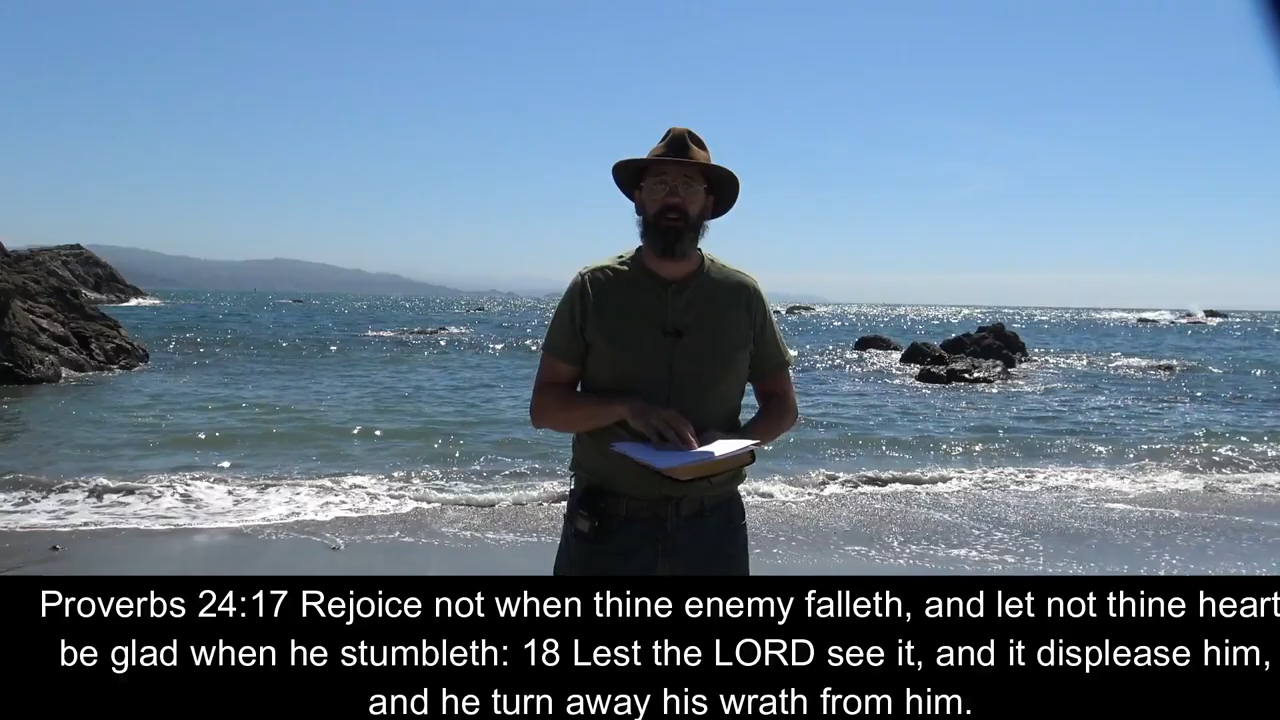 Proverbs 24:17 Rejoice not when thine enemy falleth, and let not thine heart
be glad when he stumbleth: 18 Lest the LORD see it, and it displease him,
and he turn away his wrath from him.